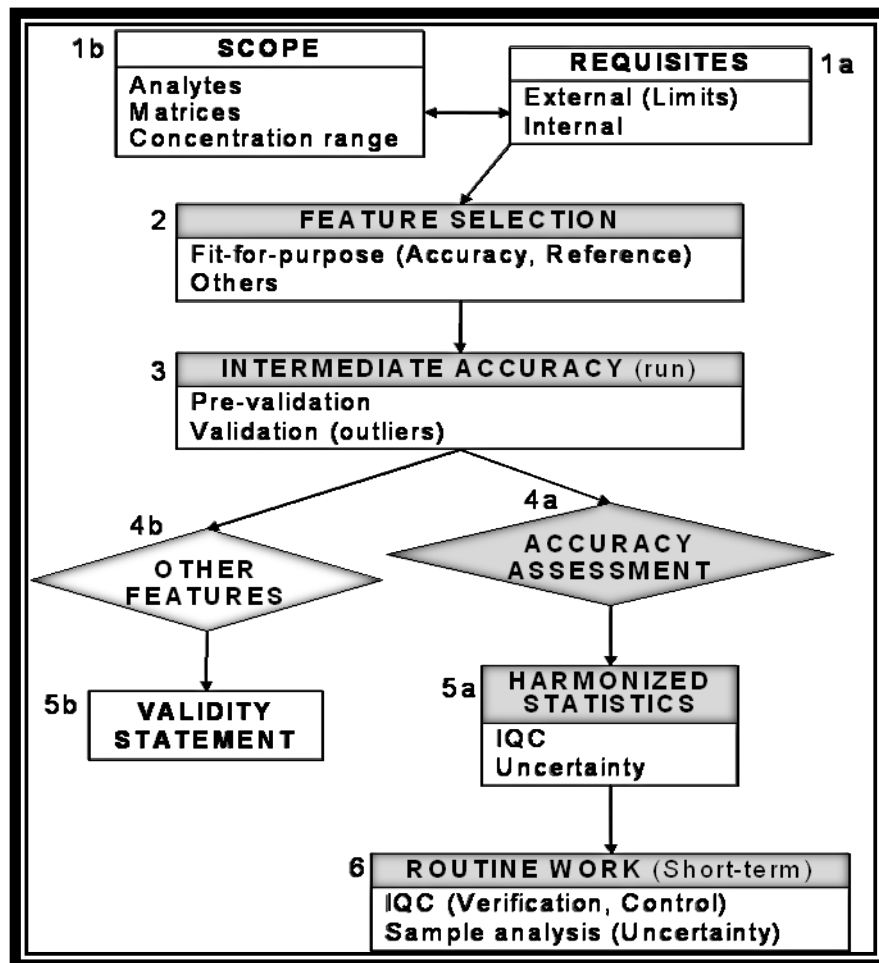 1b
SCOPE
Analytes
Matrices
Concentration range
REQUISITES
1a
External (Limits)
Internal
2
FEATURE SELECTION
Fit-for-purpose (Accuracy, Reference)
Others
3
INTERMEDIATE ACCURACY (run)
Pre-validation
Validation (outliers)
4b
OTHER
FEATURES
4a
ACCURACY
ASSESSMENT
5b
VALIDITY
STATEMENT
5a
HARMONIZED
STATISTICS
IQC
Uncertainty
6
ROUTINE WORK (Short-term)
IQC (Verification, Control)
Sample analysis (Uncertainty)